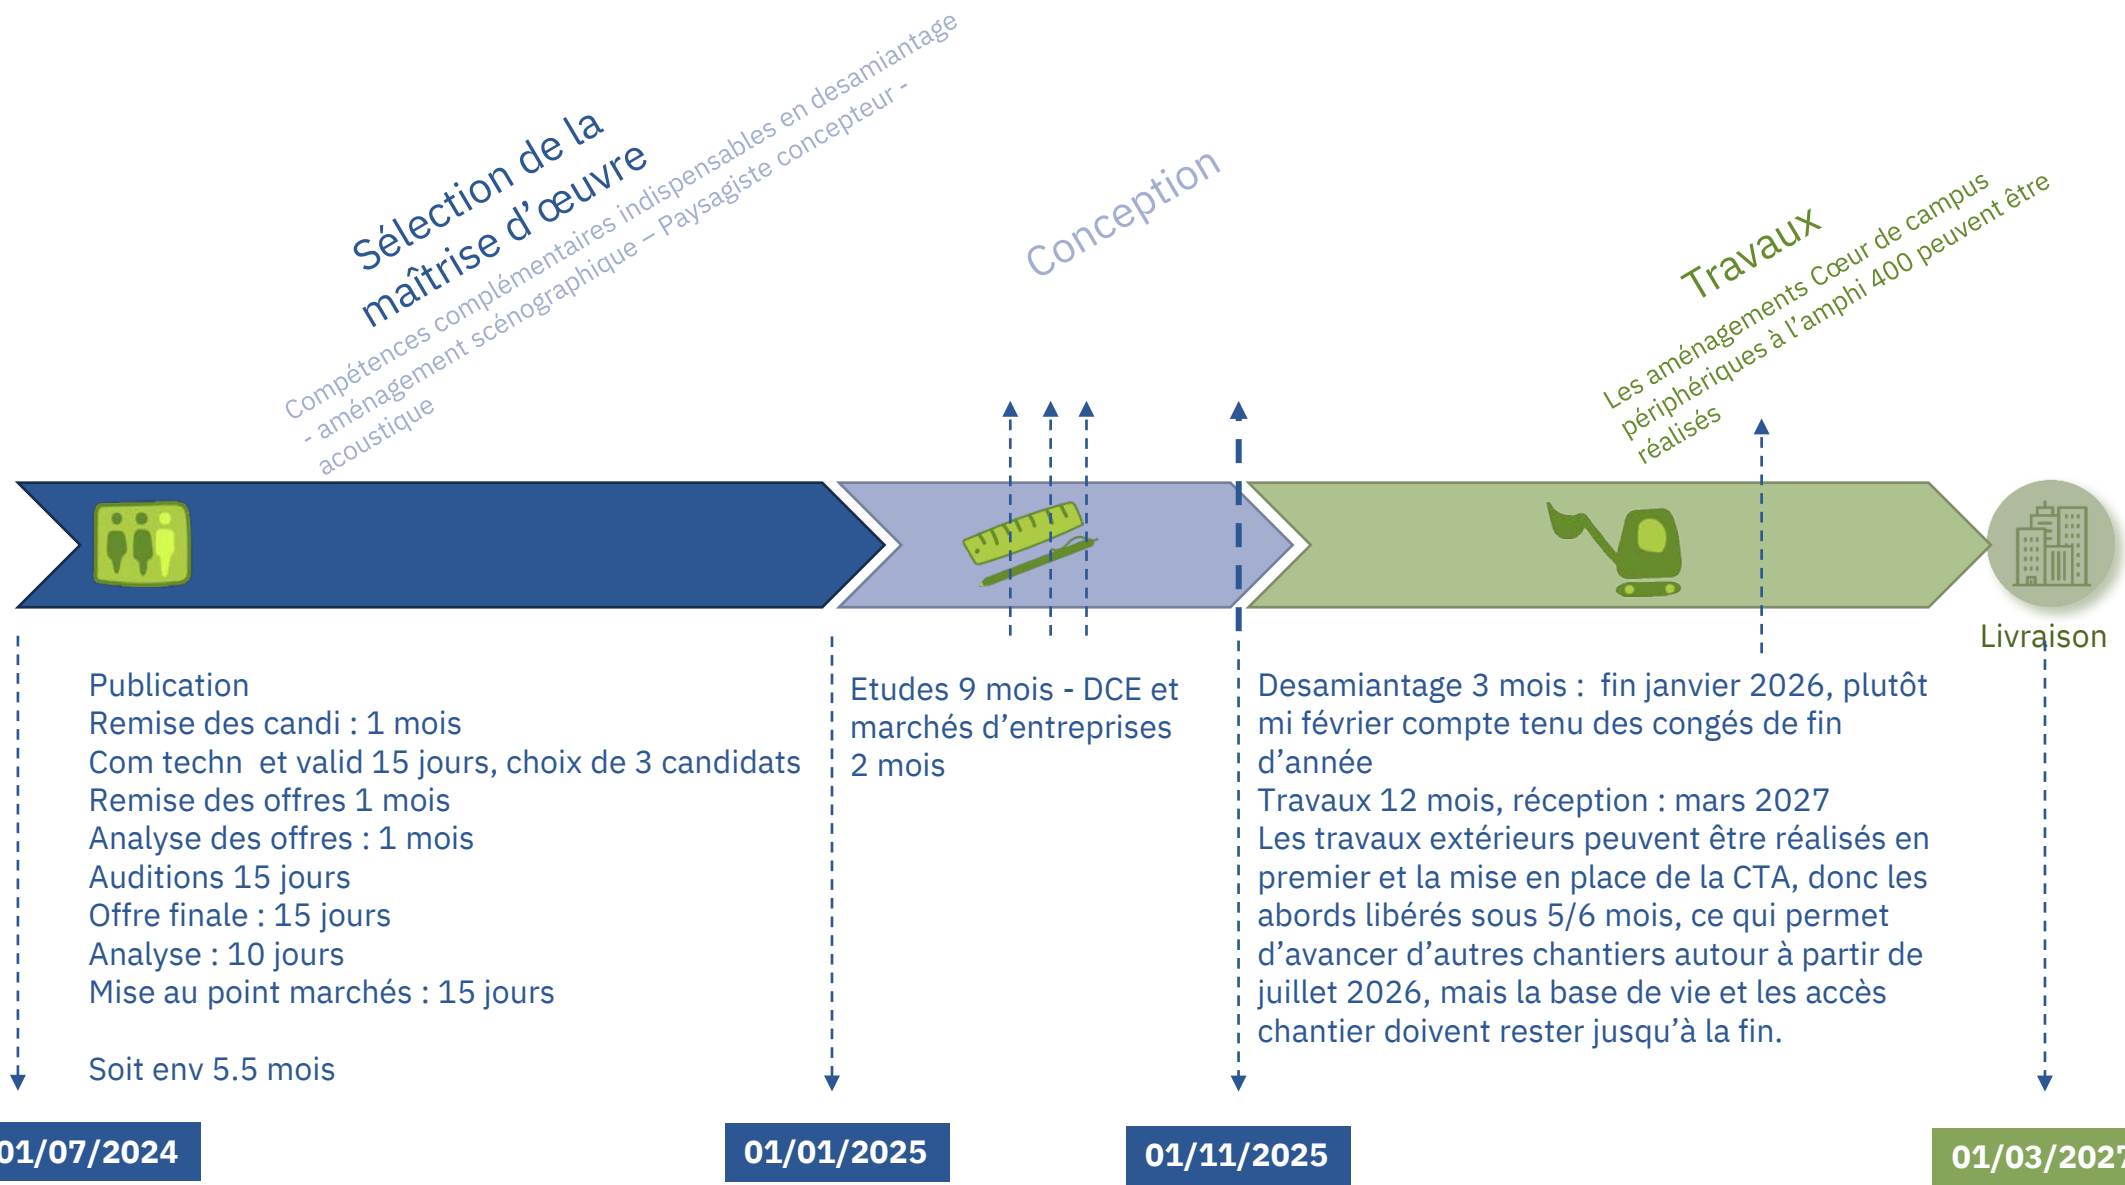 Sélection de la
maîtrise d’œuvre
Compétences complémentaires indispensables en desamiantage
- aménagement scénographique – Paysagiste concepteur -
acoustique
Conception
Travaux
Les aménagements Cœur de campus
périphériques à l’amphi 400 peuvent être
réalisés
Livraison
Publication
Remise des candi : 1 mois
Com techn  et valid 15 jours, choix de 3 candidats
Remise des offres 1 mois
Analyse des offres : 1 mois
Auditions 15 jours
Offre finale : 15 jours
Analyse : 10 jours
Mise au point marchés : 15 jours
Soit env 5.5 mois
Etudes 9 mois - DCE et
marchés d’entreprises
2 mois
Desamiantage 3 mois :  fin janvier 2026, plutôt
mi février compte tenu des congés de fin
d’année
Travaux 12 mois, réception : mars 2027
Les travaux extérieurs peuvent être réalisés en
premier et la mise en place de la CTA, donc les
abords libérés sous 5/6 mois, ce qui permet
d’avancer d’autres chantiers autour à partir de
juillet 2026, mais la base de vie et les accès
chantier doivent rester jusqu’à la fin.
01/07/2024
01/01/2025
01/11/2025
01/03/2027